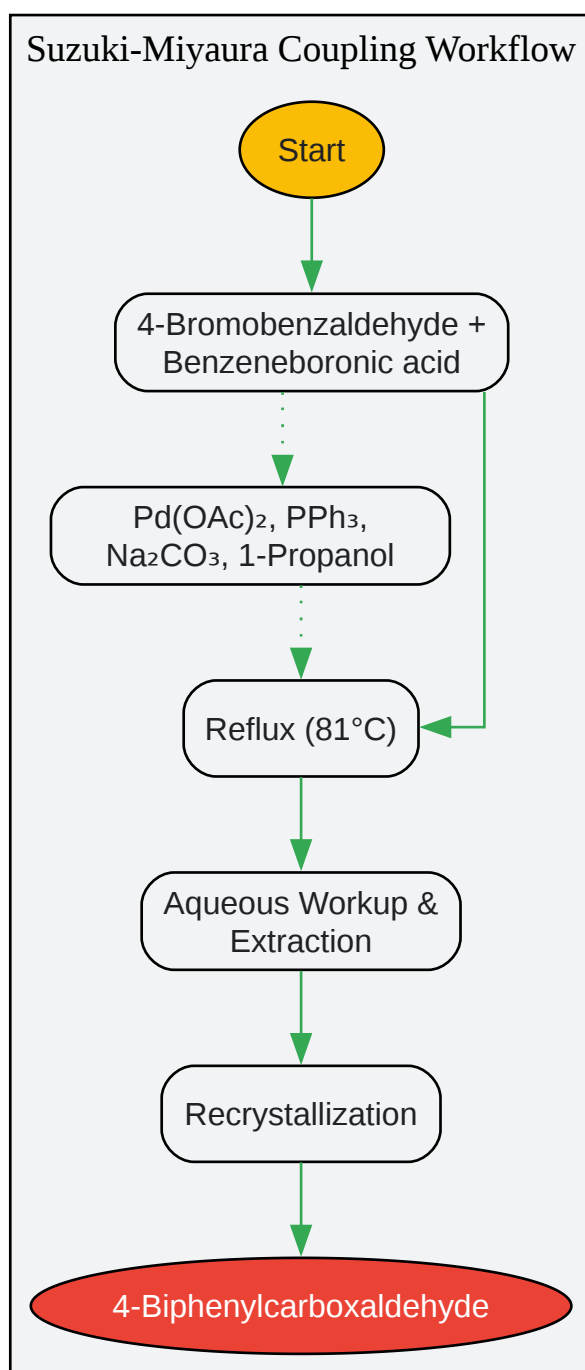 Suzuki-Miyaura Coupling Workflow
Start
4-Bromobenzaldehyde +
Benzeneboronic acid
Pd(OAc)₂, PPh₃,
Na₂CO₃, 1-Propanol
Reflux (81°C)
Aqueous Workup &
Extraction
Recrystallization
4-Biphenylcarboxaldehyde